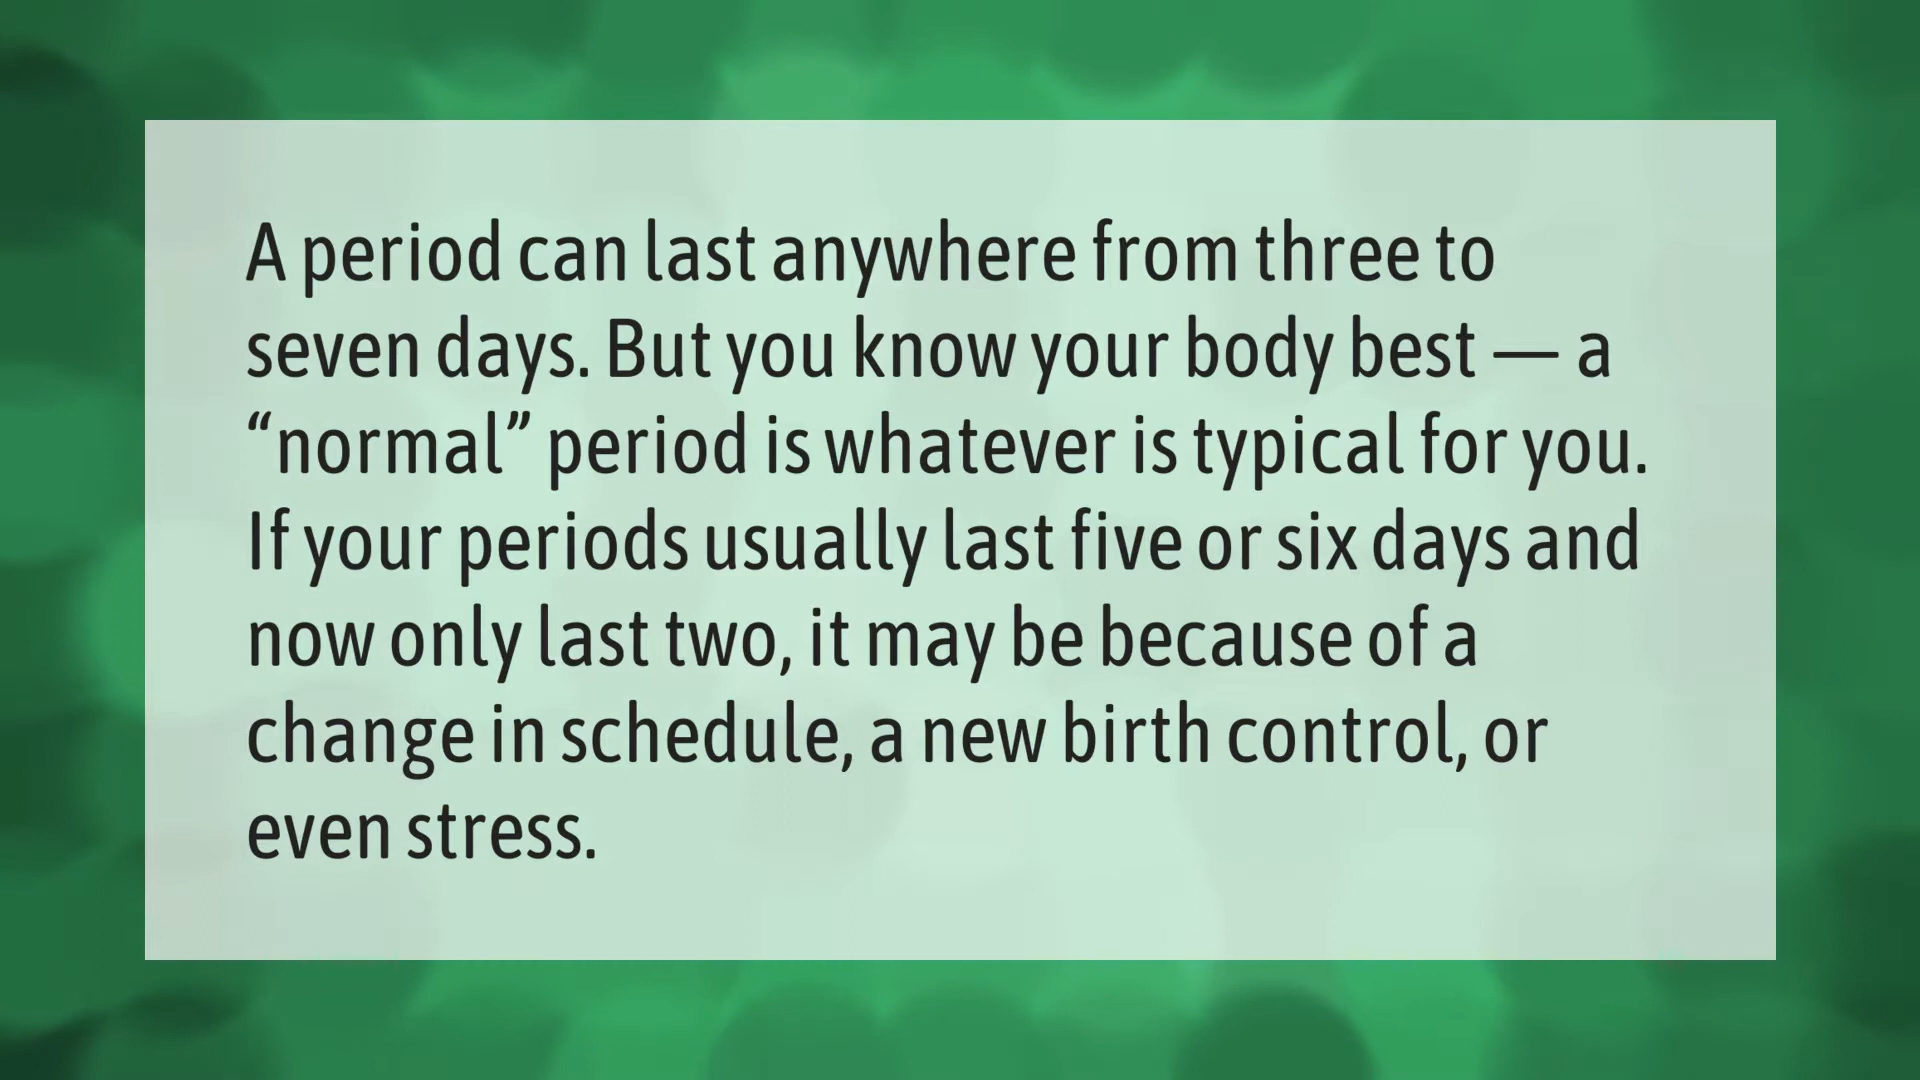 A period can last anywhere from three to
seven days. But you know your body best — a
“normal” period is whatever is typical for you.
If your periods usually last five or six days and
now only last two, it may be because of a
change in schedule, a new birth control, or
even stress.